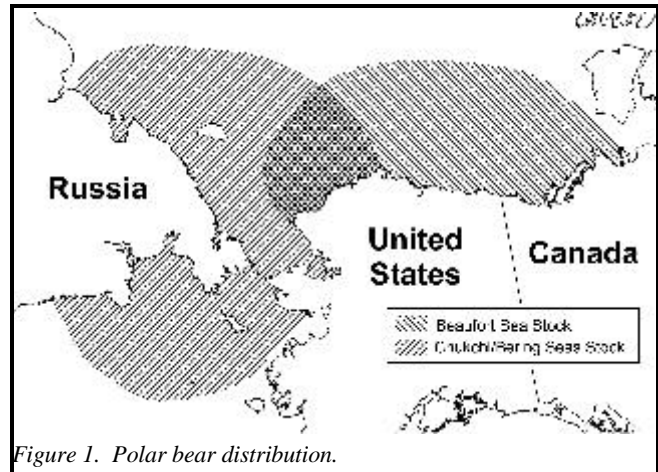 Russia
United
States
Canada
Beaufort Sea Stock
Chukchi/Bering Seas Stock
Figure 1. Polar bear distribution.